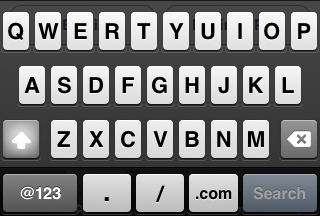 Q W E R T Y U I O P
A S D F G H J K L
Z X C V B N M
@123 . / .com Search